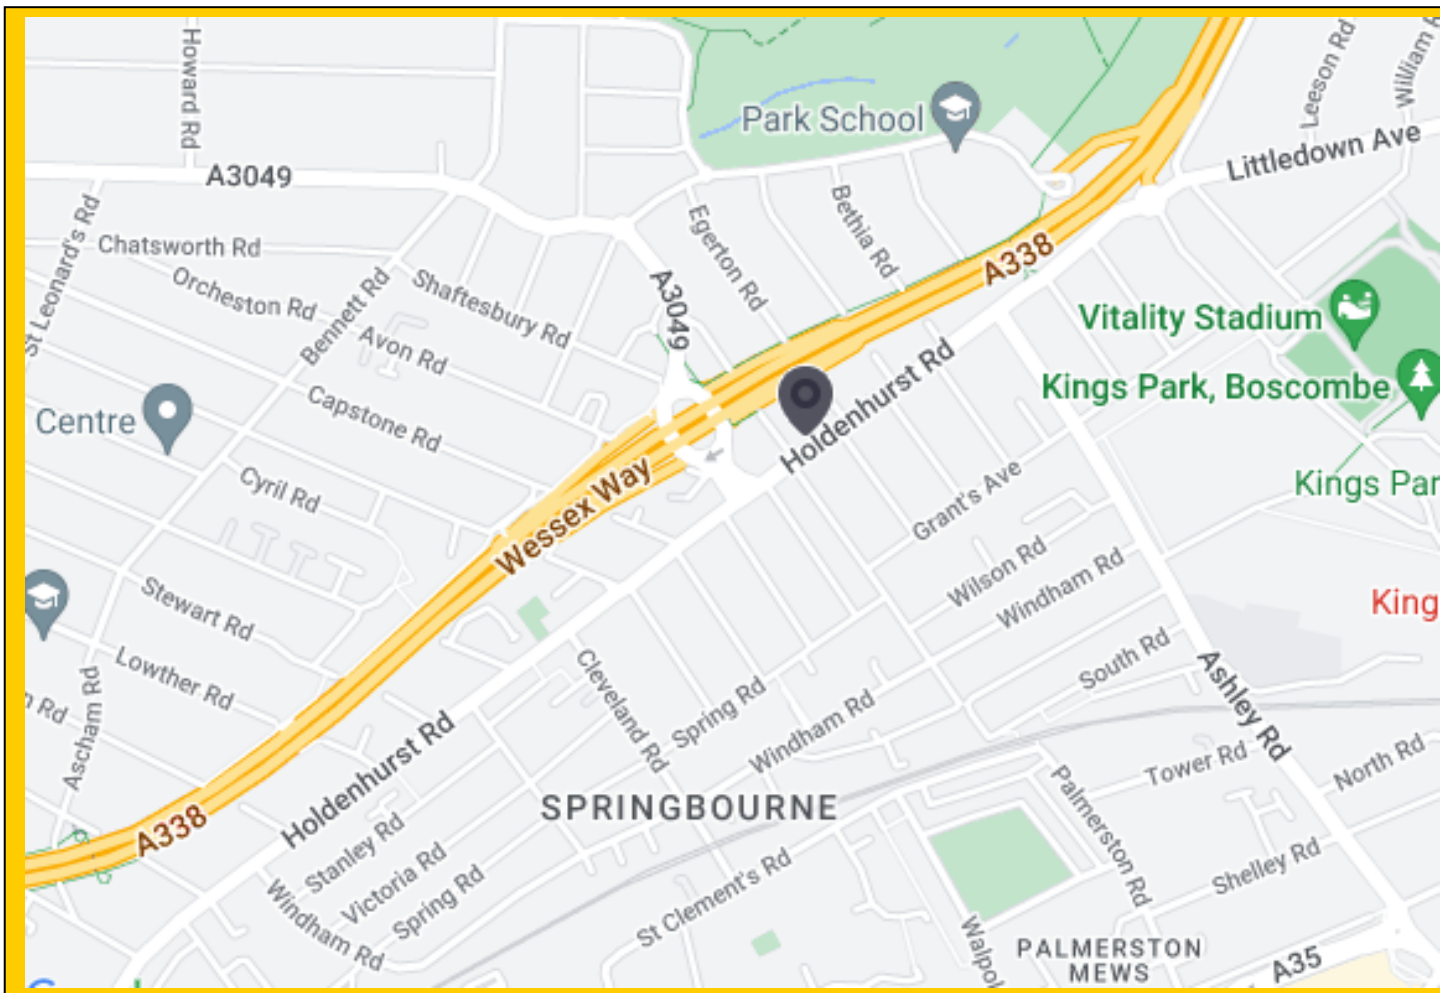 Howard Rd
Leeson Rd
William R
Park School
Littledown Ave
A3049
Egerton Rd
Bethia Rd
St Leonard's Rd
Chatsworth Rd
A338
Orcheston Rd
Bennett Rd
Shaftesbury Rd
A3049
Vitality Stadium
Avon Rd
Kings Park, Boscombe
Centre
Capstone Rd
Holdenhurst Rd
Cyril Rd
Wessex Way
Grant's Ave
Kings Par
Wilson Rd
Windham Rd
Stewart Rd
King
Lowther Rd
South Rd
Ascham Rd
n Rd
Cleveland Rd
Spring Rd
Windham Rd
Ashley Rd
Holdenhurst Rd
Tower Rd
North Rd
A338
SPRINGBOURNE
Palmerston Rd
Stanley Rd
Victoria Rd
Spring Rd
Windham Rd
St Clement's Rd
Shelley Rd
Walpol
PALMERSTON
MEWS
A35